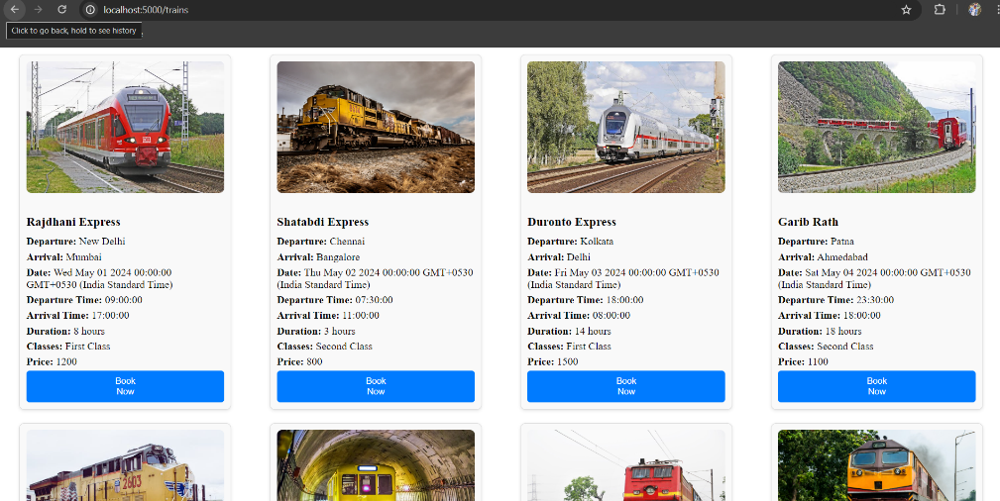 localhost:5000/trains
Click to go back, hold to see history
Rajdhani Express
Departure: New Delhi
Arrival: Mumbai
Date: Wed May 01 2024 00:00:00
GMT+0530 (India Standard Time)
Departure Time: 09:00:00
Arrival Time: 17:00:00
Duration: 8 hours
Classes: First Class
Price: 1200
Book
Now
Shatabdi Express
Departure: Chennai
Arrival: Bangalore
Date: Thu May 02 2024 00:00:00 GMT+0530
(India Standard Time)
Departure Time: 07:30:00
Arrival Time: 11:00:00
Duration: 3 hours
Classes: Second Class
Price: 800
Book
Now
Duronto Express
Departure: Kolkata
Arrival: Delhi
Date: Fri May 03 2024 00:00:00 GMT+0530
(India Standard Time)
Departure Time: 18:00:00
Arrival Time: 08:00:00
Duration: 14 hours
Classes: First Class
Price: 1500
Book
Now
Garib Rath
Departure: Patna
Arrival: Ahmedabad
Date: Sat May 04 2024 00:00:00 GMT+0530
(India Standard Time)
Departure Time: 23:30:00
Arrival Time: 18:00:00
Duration: 18 hours
Classes: Second Class
Price: 1100
Book
Now
2603